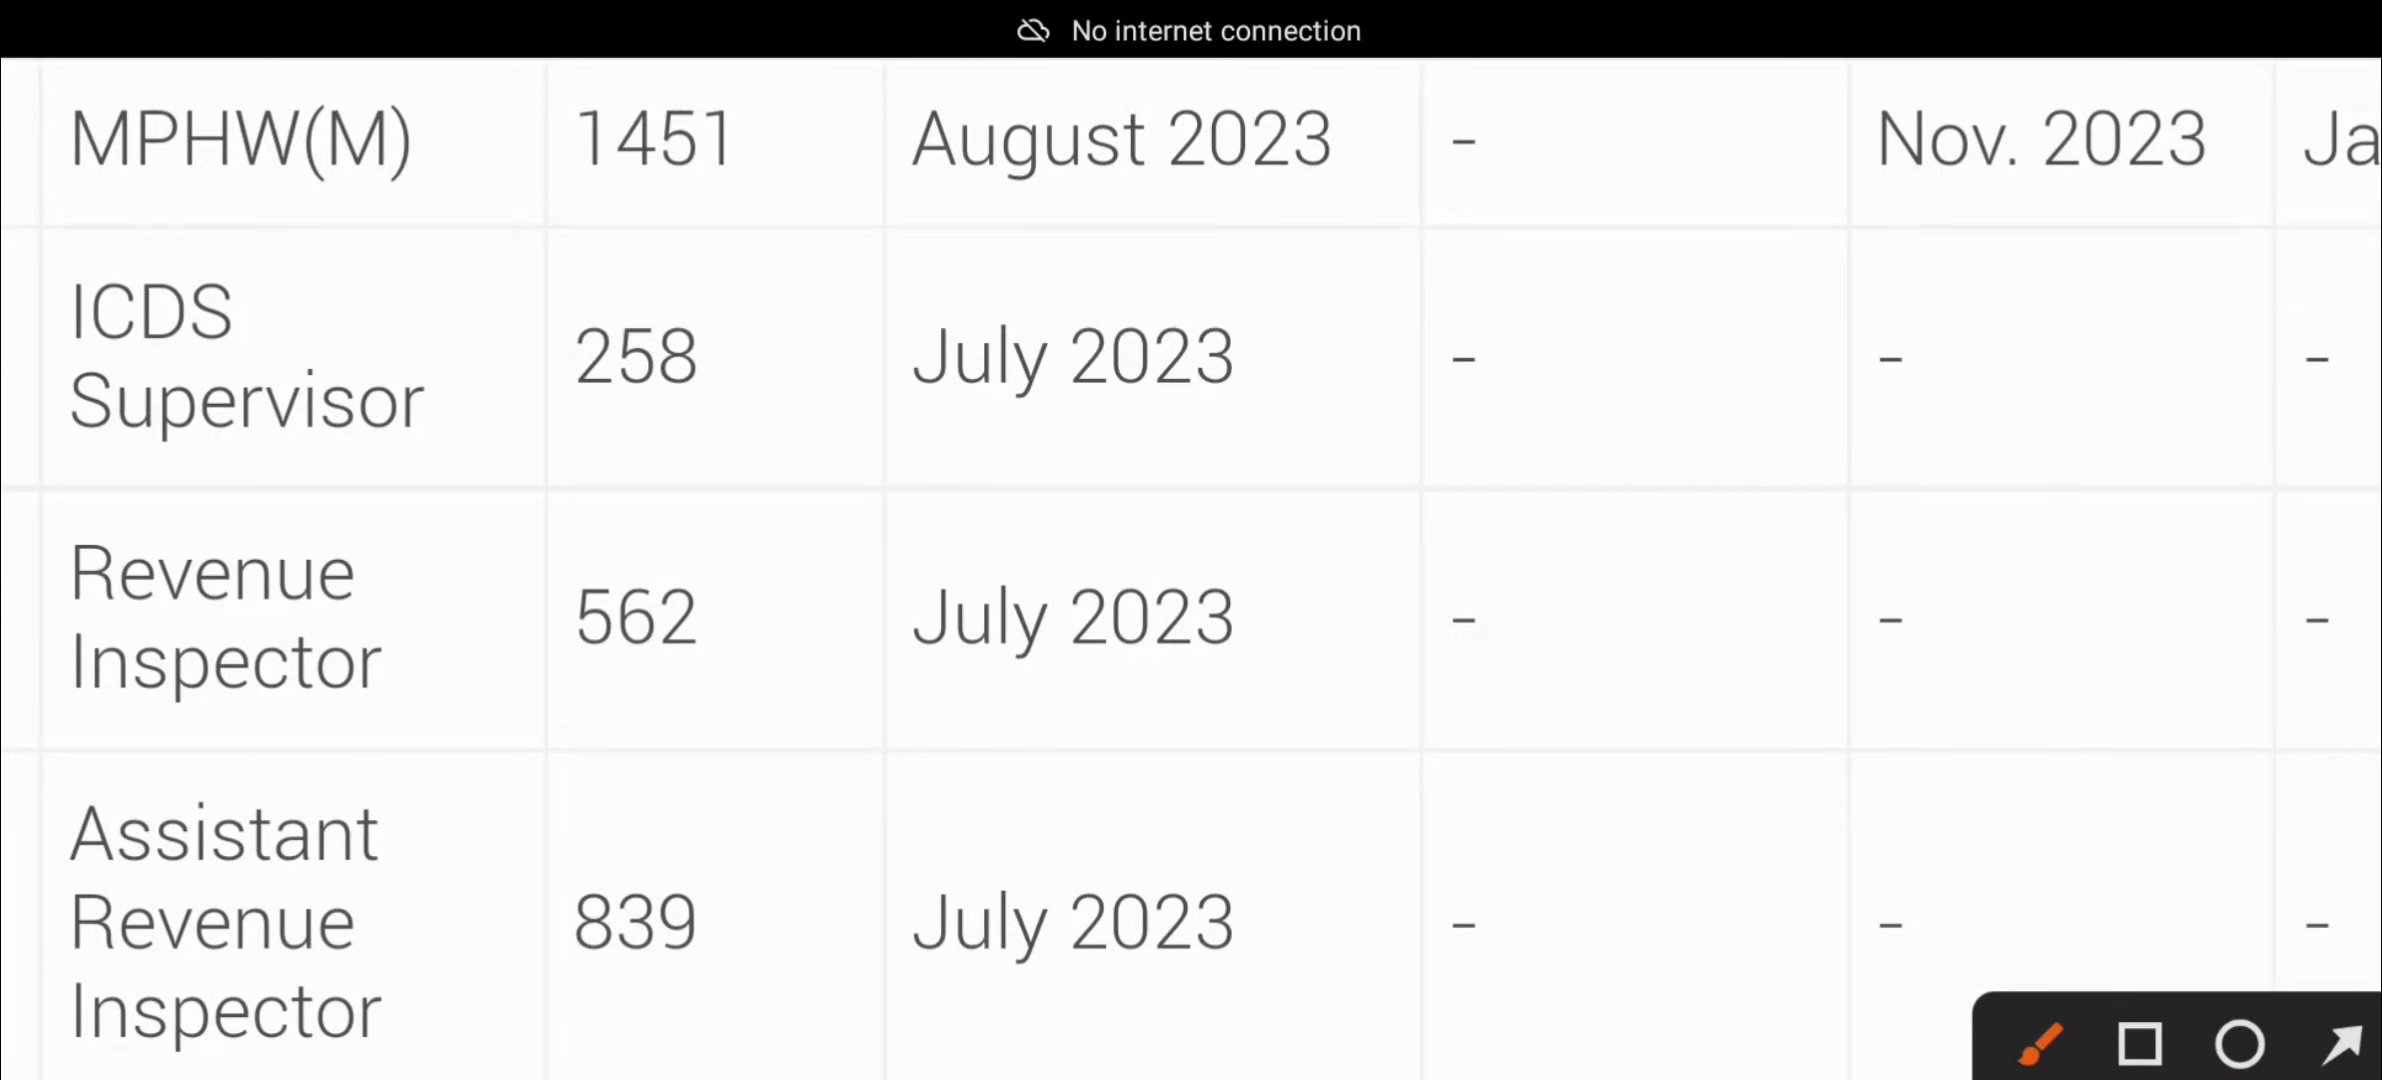 No internet connection
MPHW(M) 1451 August 2023 - Nov. 2023 Ja
ICDS
Supervisor 258 July 2023 - - -
Revenue
Inspector 562 July 2023 - - -
Assistant
Revenue 839 July 2023 - - -
Inspector